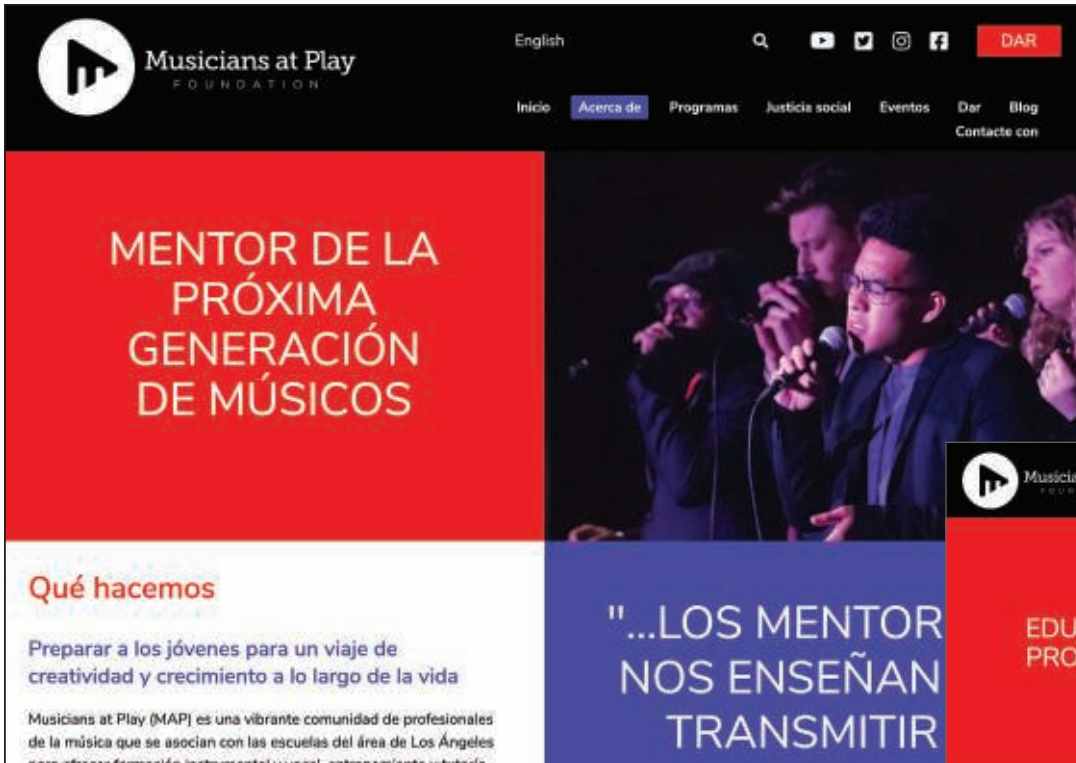 Musicians at Play
FOUNDATION
English
DAR
Inicio Acerca de Programas Justicia social Eventos Dar Blog
Contacte con
MENTOR DE LA
PRÓXIMA
GENERACIÓN
DE MÚSICOS
Qué hacemos
Preparar a los jóvenes para un viaje de
creatividad y crecimiento a lo largo de la vida
Musicians at Play (MAP) es una vibrante comunidad de profesionales
de la música que se asocian con las escuelas del área de Los Ángeles
"...LOS MENTOR
NOS ENSEÑAN
TRANSMITIR
Musicia
EDU
PRO